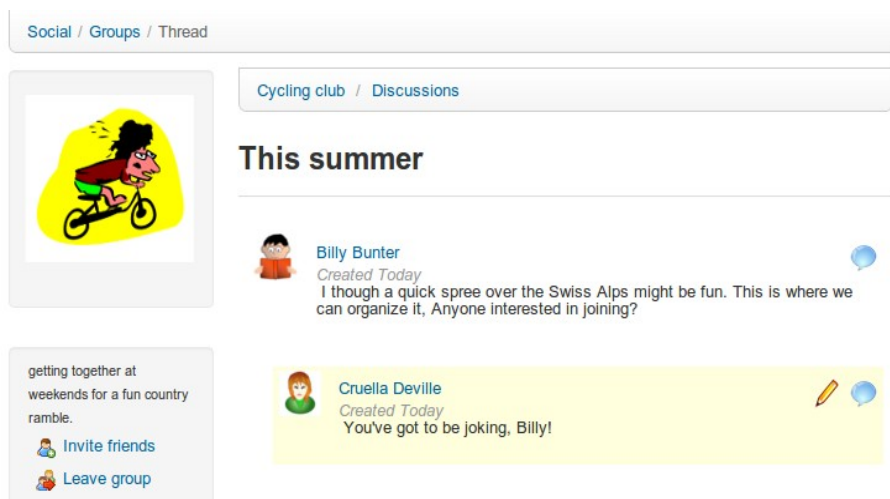 Social / Groups / Thread
Cycling club / Discussions
This summer
Billy Bunter
Created Today
I though a quick spree over the Swiss Alps might be fun. This is where we
can organize it, Anyone interested in joining?
getting together at
weekends for a fun country
ramble.
Invite friends
Leave group
Cruella Deville
Created Today
You've got to be joking, Billy!